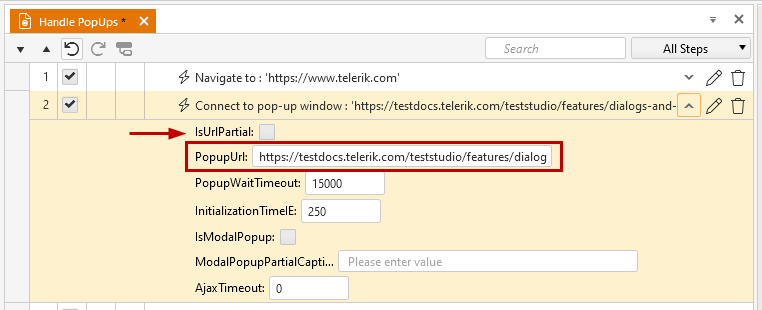 Handle PopUps *
Search
All Steps
1 Navigate to : 'https://www.telerik.com'
2 Connect to pop-up window : 'https://testdocs.telerik.com/teststudio/features/dialogs-and-
IsUrlPartial:
PopupUrl: https://testdocs.telerik.com/teststudio/features/dialog
PopupWaitTimeout: 15000
InitializationTimeIE: 250
IsModalPopup:
ModalPopupPartialCapti... Please enter value
AjaxTimeout: 0